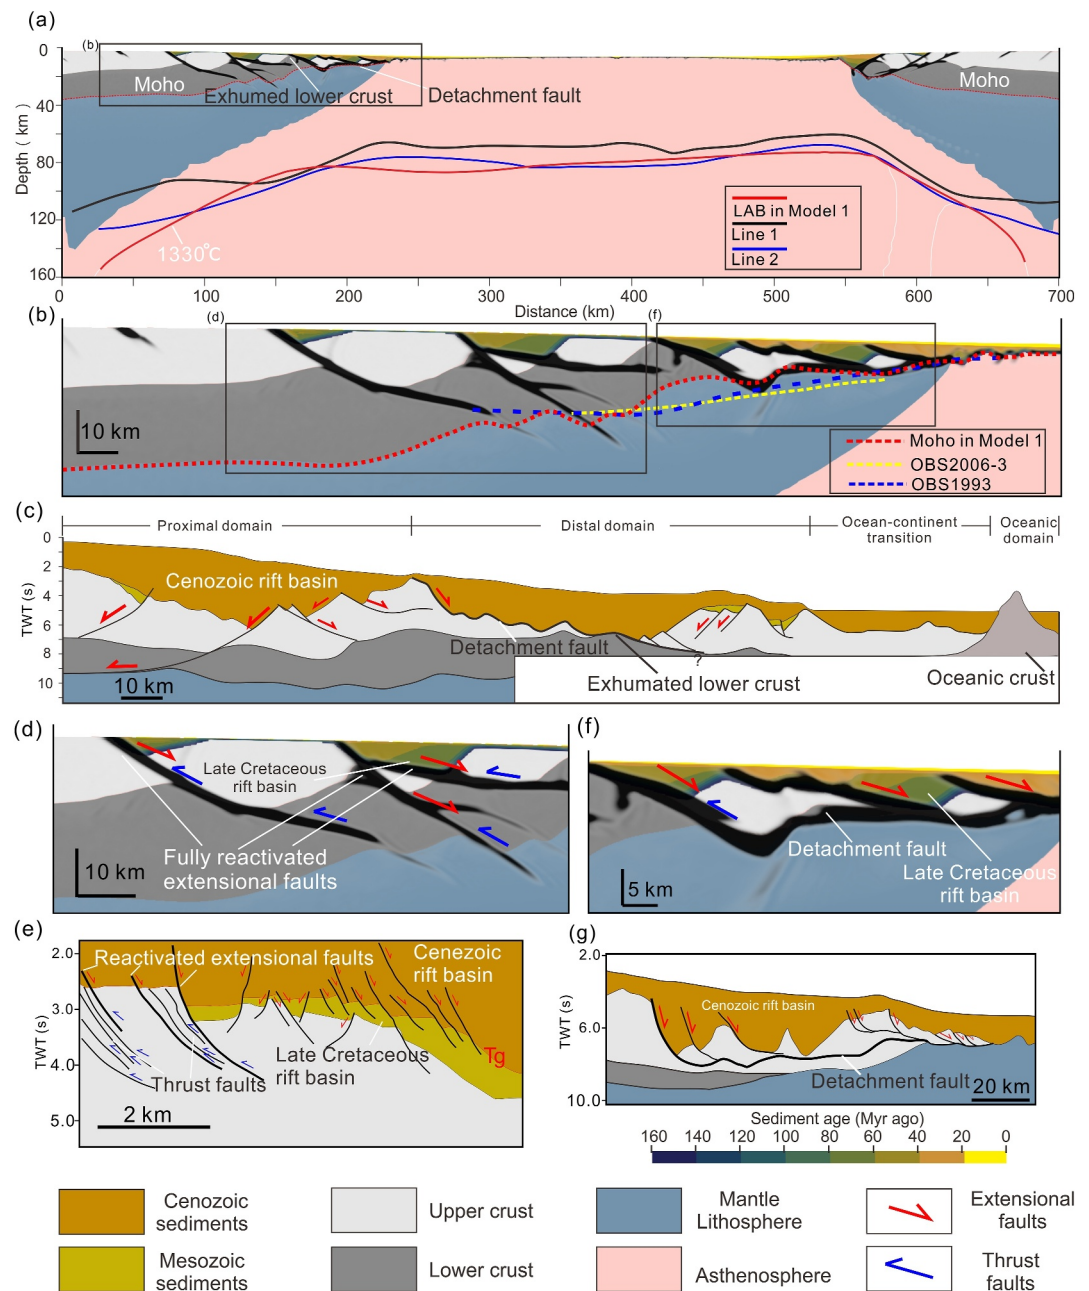 (a)
(b)
0
40
80
120
160
Depth ( km)
Moho
Exhumed lower crust
Detachment fault
Moho
1330℃
LAB in Model 1
Line 1
Line 2
0
100
200
300
400
500
600
700
Distance (km)
(b)
(d)
(f)
10 km
Moho in Model 1
OBS2006-3
OBS1993
(c)
Proximal domain
Distal domain
Ocean-continent
transition
Oceanic
domain
0
2
4
6
8
10
TWT (s)
Cenozoic rift basin
Detachment fault
?
Exhumated lower crust
Oceanic crust
10 km
(d)
Late Cretaceous
rift basin
Fully reactivated
extensional faults
10 km
(f)
Detachment fault
Late Cretaceous
rift basin
5 km
(e)
2.0
3.0
4.0
5.0
TWT (s)
Reactivated extensional faults
Cenezoic
rift basin
Thrust faults
Late Cretaceous
rift basin
Tg
2 km
(g)
2.0
6.0
10.0
TWT (s)
Cenozoic rift basin
Detachment fault
20 km
Sediment age (Myr ago)
160 140 120 100 80 60 40 20 0
Cenozoic
sediments
Upper crust
Mantle
Lithosphere
Extensional
faults
Mesozoic
sediments
Lower crust
Asthenosphere
Thrust
faults